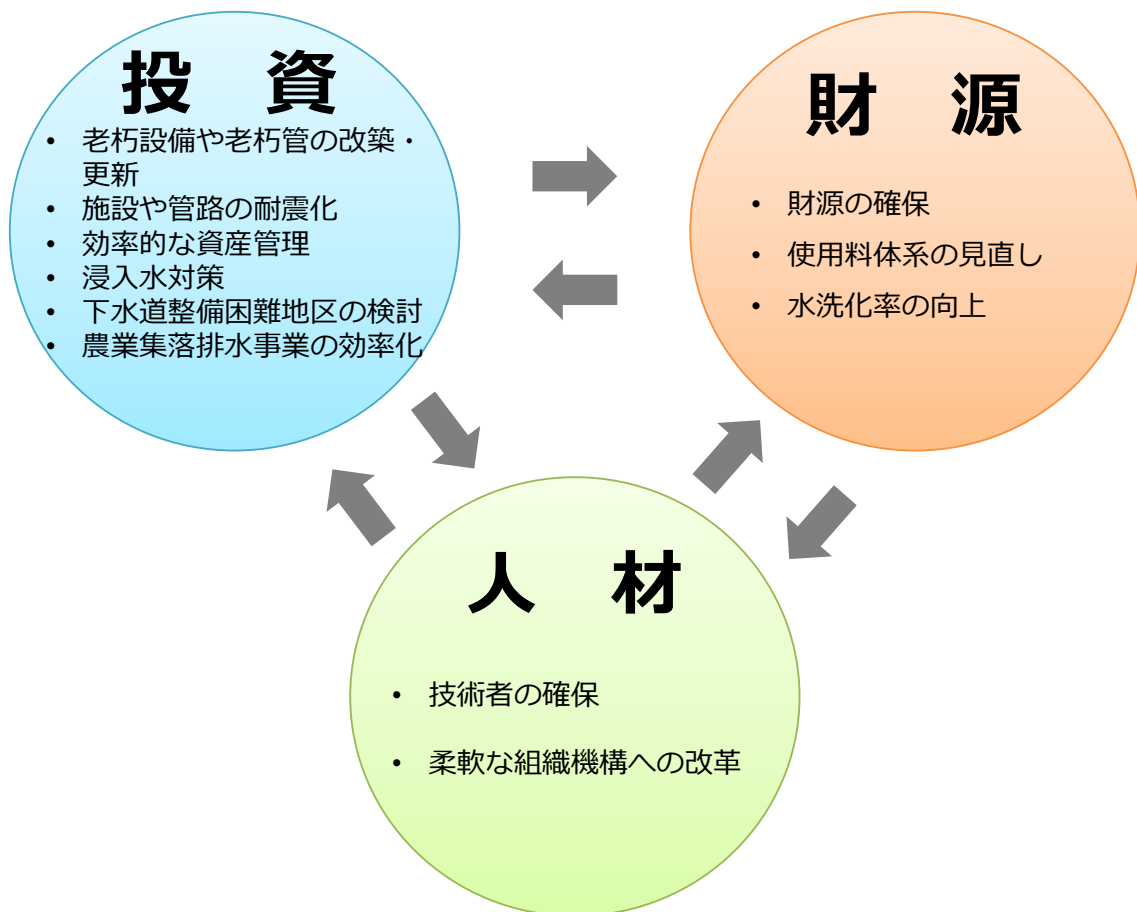 投　資
• 老朽設備や老朽管の改築・
更新
• 施設や管路の耐震化
• 効率的な資産管理
• 浸入水対策
• 下水道整備困難地区の検討
• 農業集落排水事業の効率化
財　源
• 財源の確保
• 使用料体系の見直し
• 水洗化率の向上
人　材
• 技術者の確保
• 柔軟な組織機構への改革